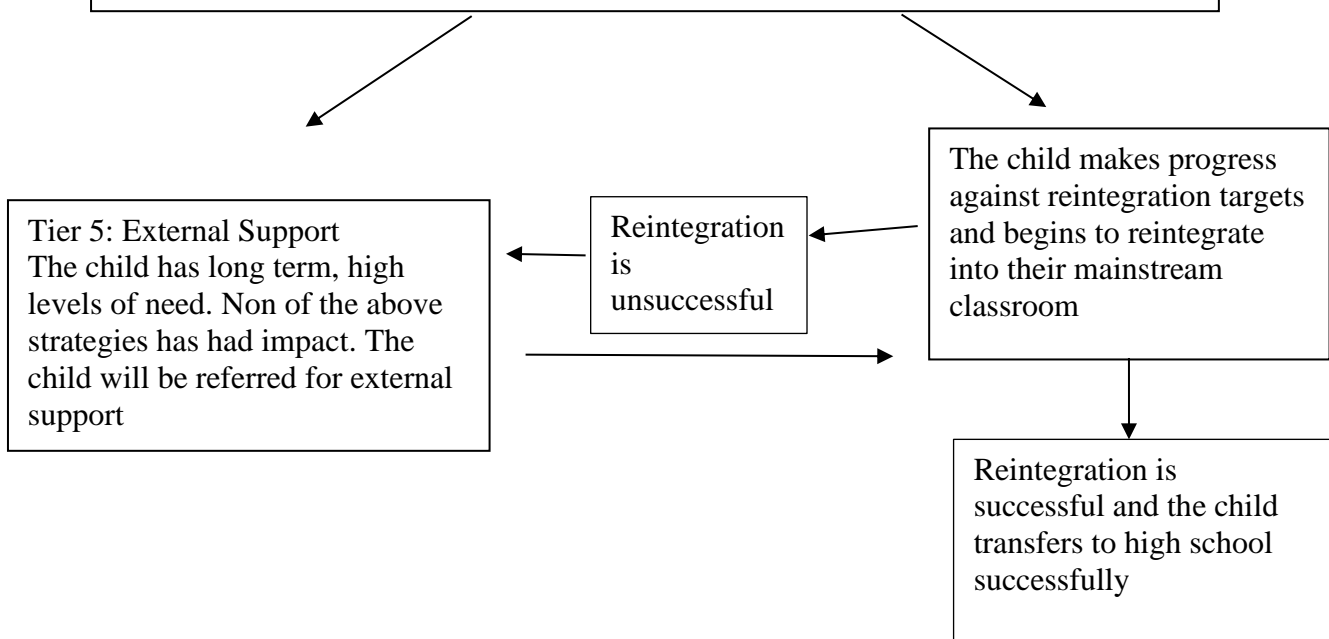 The child makes progress
against reintegration targets
and begins to reintegrate
into their mainstream
classroom
Reintegration
is
unsuccessful
Tier 5: External Support
The child has long term, high
levels of need. Non of the above
strategies has had impact. The
child will be referred for external
support
Reintegration is
successful and the child
transfers to high school
successfully